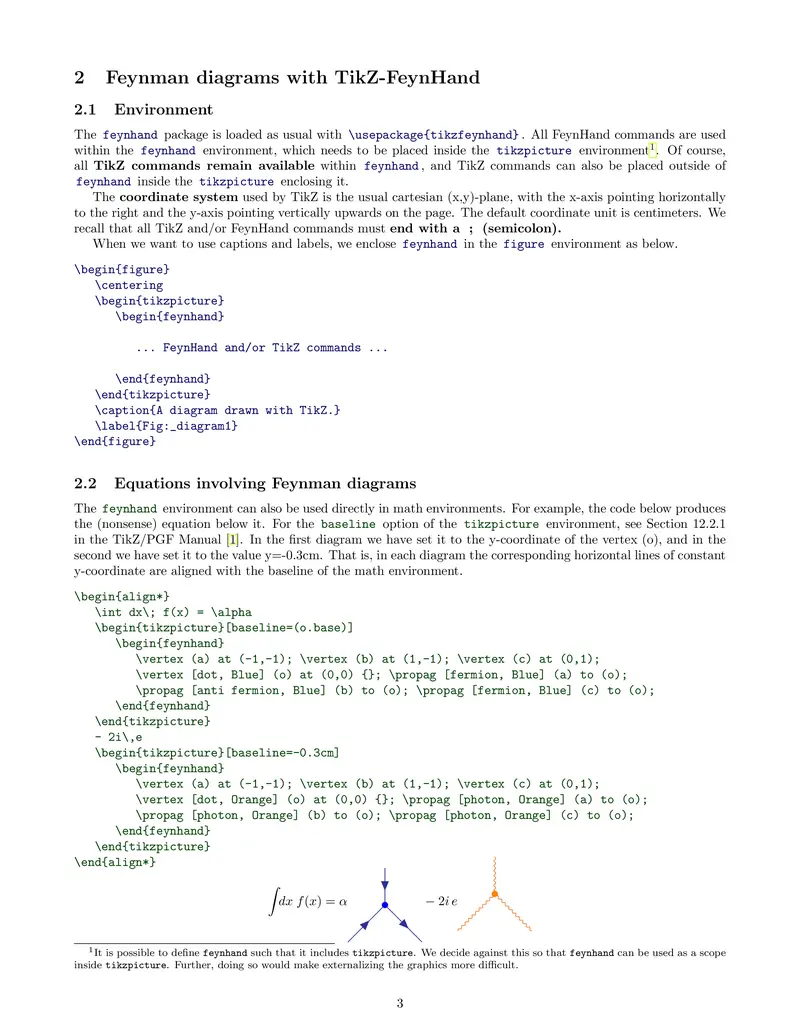 2 Feynman diagrams with TikZ-FeynHand
2.1 Environment
The feynhand package is loaded as usual with \usepackage{tikzfeynhand}. All FeynHand commands are used
within the feynhand environment, which needs to be placed inside the tikzpicture environment1. Of course,
all TikZ commands remain available within feynhand, and TikZ commands can also be placed outside of
feynhand inside the tikzpicture enclosing it.
The coordinate system used by TikZ is the usual cartesian (x,y)-plane, with the x-axis pointing horizontally
to the right and the y-axis pointing vertically upwards on the page. The default coordinate unit is centimeters. We
recall that all TikZ and/or FeynHand commands must end with a ; (semicolon).
When we want to use captions and labels, we enclose feynhand in the figure environment as below.
\begin{figure}
\centering
\begin{tikzpicture}
\begin{feynhand}
... FeynHand and/or TikZ commands ...
\end{feynhand}
\end{tikzpicture}
\caption{A diagram drawn with TikZ.}
\label{Fig:_diagram1}
\end{figure}
2.2 Equations involving Feynman diagrams
The feynhand environment can also be used directly in math environments. For example, the code below produces
the (nonsense) equation below it. For the baseline option of the tikzpicture environment, see Section 12.2.1
in the TikZ/PGF Manual [1]. In the first diagram we have set it to the y-coordinate of the vertex (o), and in the
second we have set it to the value y=-0.3cm. That is, in each diagram the corresponding horizontal lines of constant
y-coordinate are aligned with the baseline of the math environment.
\begin{align*}
\int dx\; f(x) = \alpha
\begin{tikzpicture}[baseline=(o.base)]
\begin{feynhand}
\vertex (a) at (-1,-1); \vertex (b) at (1,-1); \vertex (c) at (0,1);
\vertex [dot, Blue] (o) at (0,0) {}; \propag [fermion, Blue] (a) to (o);
\propag [anti fermion, Blue] (b) to (o); \propag [fermion, Blue] (c) to (o);
\end{feynhand}
\end{tikzpicture}
- 2i\,e
\begin{tikzpicture}[baseline=-0.3cm]
\begin{feynhand}
\vertex (a) at (-1,-1); \vertex (b) at (1,-1); \vertex (c) at (0,1);
\vertex [dot, Orange] (o) at (0,0) {}; \propag [photon, Orange] (a) to (o);
\propag [photon, Orange] (b) to (o); \propag [photon, Orange] (c) to (o);
\end{feynhand}
\end{tikzpicture}
\end{align*}
∫dx f(x) = α − 2i e
1It is possible to define feynhand such that it includes tikzpicture. We decide against this so that feynhand can be used as a scope
inside tikzpicture. Further, doing so would make externalizing the graphics more difficult.
3